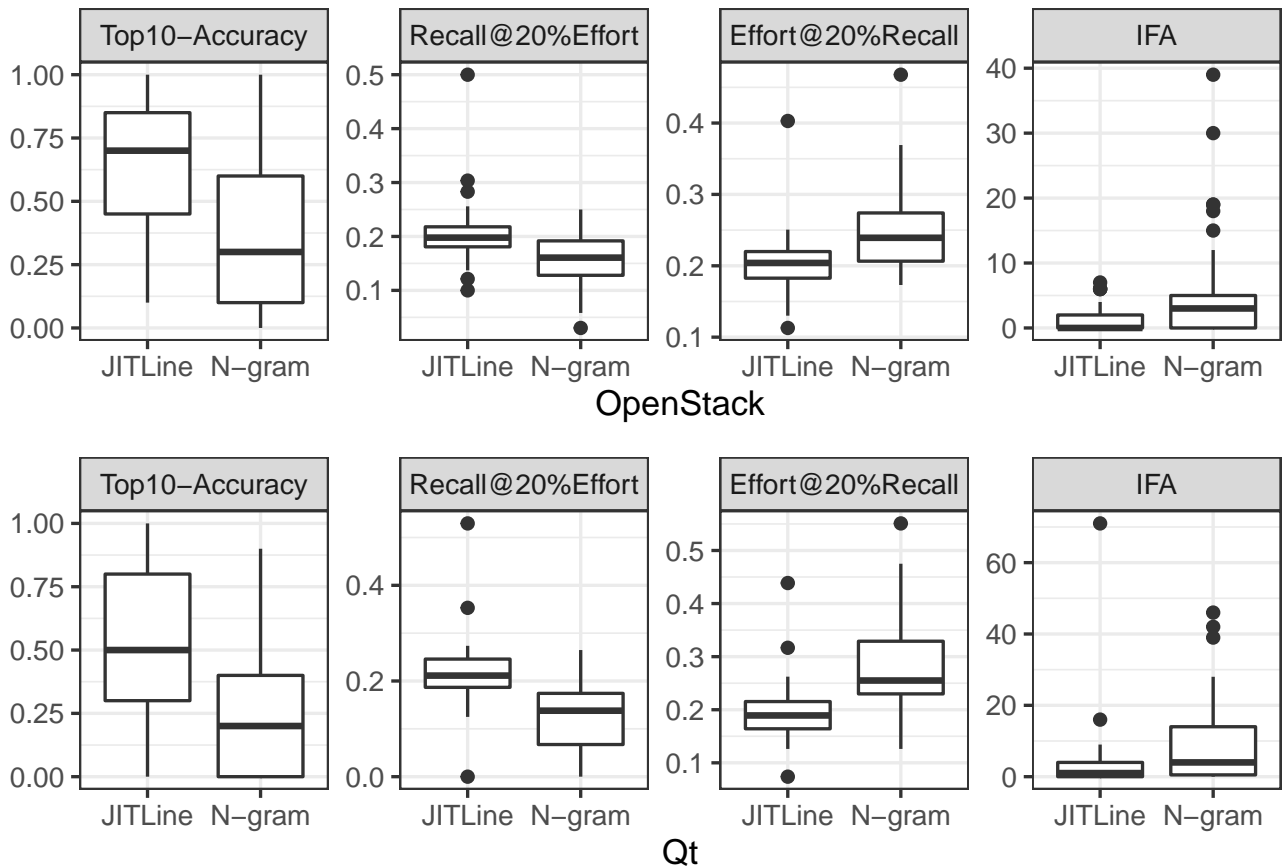 Top10−Accuracy Recall@20%Effort Effort@20%Recall IFA
1.00 0.75 0.50 0.25 0.00
0.5 0.4 0.3 0.2 0.1
0.4 0.3 0.2 0.1
40 30 20 10 0
JITLine N−gram JITLine N−gram JITLine N−gram JITLine N−gram
OpenStack
Top10−Accuracy Recall@20%Effort Effort@20%Recall IFA
1.00 0.75 0.50 0.25 0.00
0.4 0.2 0.0
0.5 0.4 0.3 0.2 0.1
60 40 20 0
JITLine N−gram JITLine N−gram JITLine N−gram JITLine N−gram
Qt